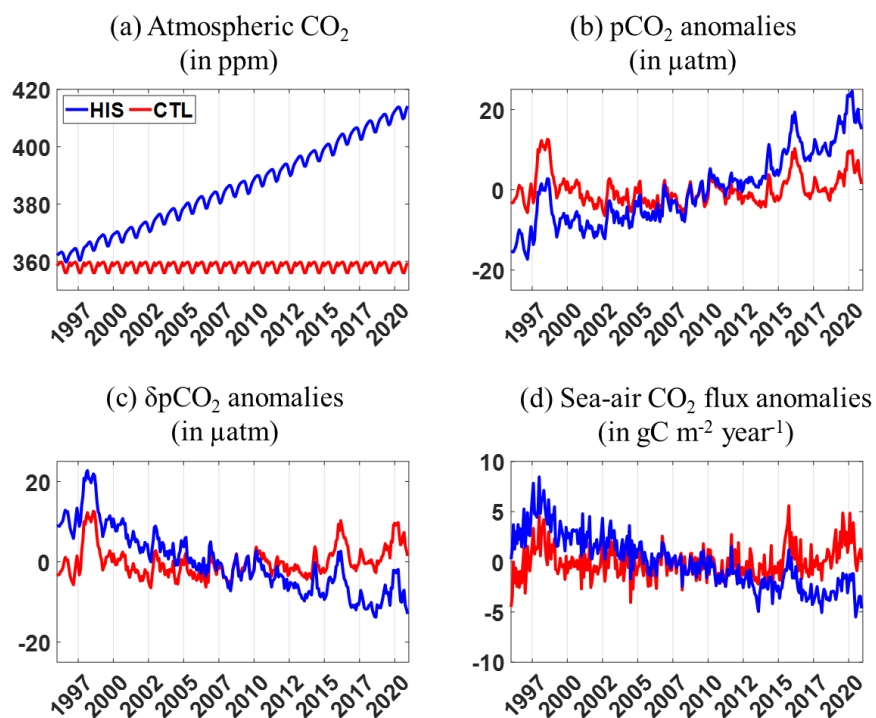 (a) Atmospheric CO₂
(in ppm)
420
400
380
360
HIS CTL
1997 2000 2002 2005 2007 2010 2012 2015 2017 2020
(b) pCO₂ anomalies
(in µatm)
20
0
-20
1997 2000 2002 2005 2007 2010 2012 2015 2017 2020
(c) δpCO₂ anomalies
(in µatm)
20
0
-20
1997 2000 2002 2005 2007 2010 2012 2015 2017 2020
(d) Sea-air CO₂ flux anomalies
(in gC m⁻² year⁻¹)
10
5
0
-5
-10
1997 2000 2002 2005 2007 2010 2012 2015 2017 2020